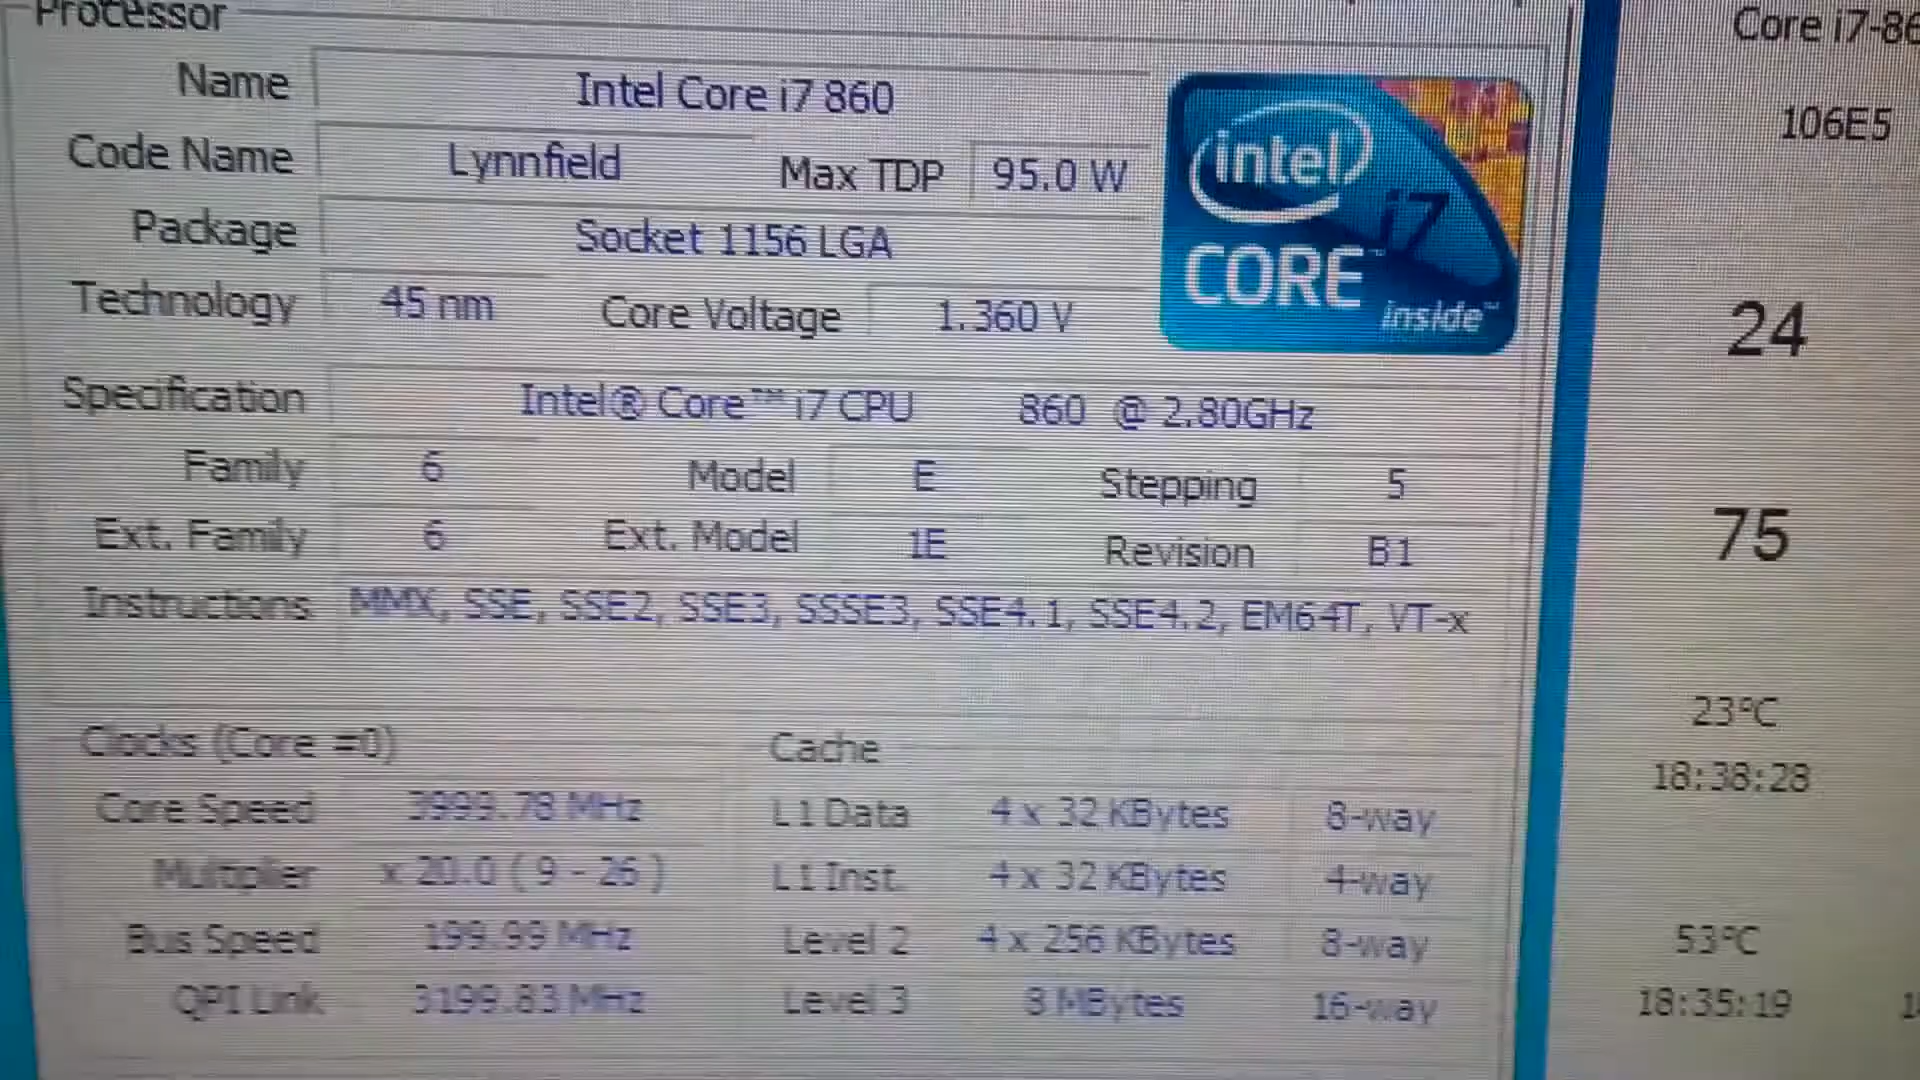 Processor
Name Intel Core i7 860
Code Name Lynnfield Max TDP 95.0 W
Package Socket 1156 LGA
Technology 45 nm Core Voltage 1.360 V
intel
i7
CORE™
inside™
Specification Intel® Core™ i7 CPU 860 @ 2.80GHz
Family 6 Model E Stepping 5
Ext. Family 6 Ext. Model 1E Revision B1
Instructions MMX, SSE, SSE2, SSE3, SSSE3, SSE4.1, SSE4.2, EM64T, VT-x
Clocks (Core #0)
Core Speed 3999.78 MHz
Multiplier x 20.0 ( 9 - 26 )
Bus Speed 199.99 MHz
QPI Link 3199.83 MHz
Cache
L1 Data 4 x 32 KBytes 8-way
L1 Inst. 4 x 32 KBytes 4-way
Level 2 4 x 256 KBytes 8-way
Level 3 8 MBytes 16-way
Core i7-86
106E5
24
75
23°C
18:38:28
53°C
18:35:19